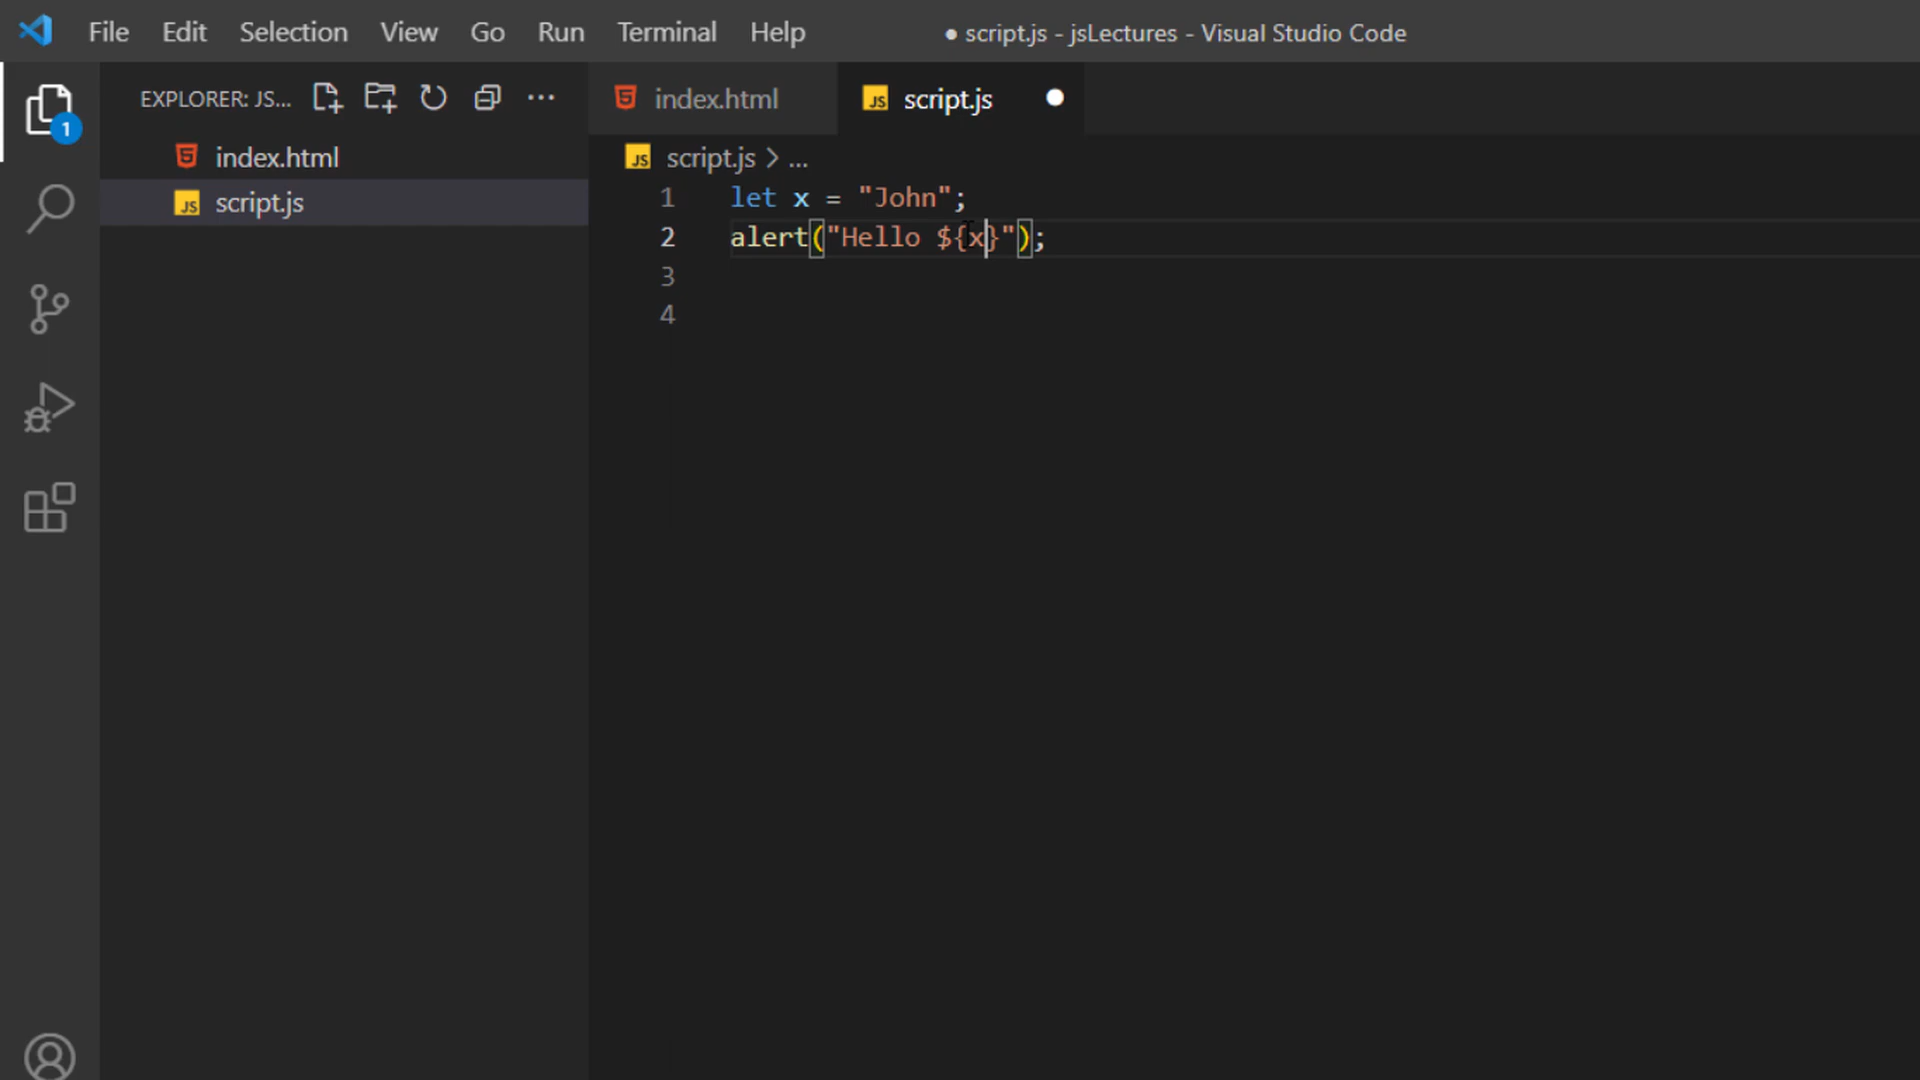 File Edit Selection View Go Run Terminal Help ● script.js - jsLectures - Visual Studio Code
EXPLORER: JS...
index.html
script.js
index.html
script.js
JS script.js > ...
1 let x = "John";
2 alert("Hello ${x}");
3
4
1